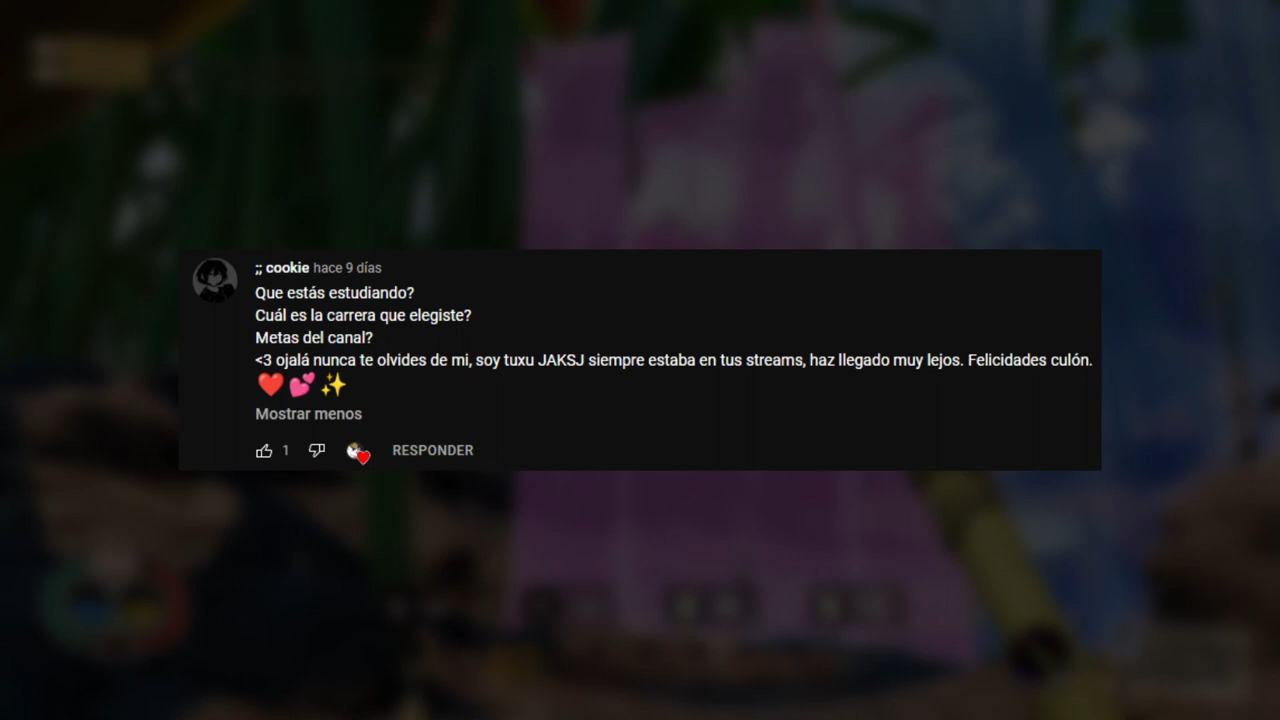 ;; cookie hace 9 días
Que estás estudiando?
Cuál es la carrera que elegiste?
Metas del canal?
<3 ojalá nunca te olvides de mi, soy tuxu JAKSJ siempre estaba en tus streams, haz llegado muy lejos. Felicidades culón.
❤️ 💕 ✨
Mostrar menos
1 RESPONDER